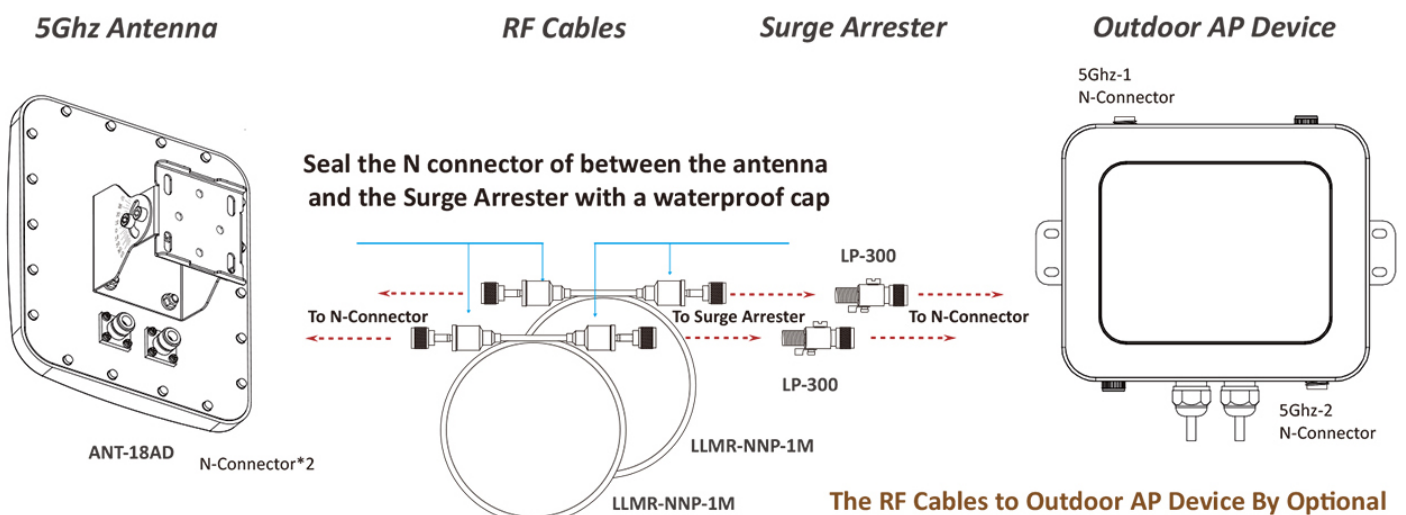 5Ghz Antenna
RF Cables
Surge Arrester
Outdoor AP Device
5Ghz-1
N-Connector
Seal the N connector of between the antenna
and the Surge Arrester with a waterproof cap
LP-300
To N-Connector
To Surge Arrester
To N-Connector
LP-300
5Ghz-2
N-Connector
ANT-18AD
N-Connector*2
LLMR-NNP-1M
LLMR-NNP-1M
The RF Cables to Outdoor AP Device By Optional